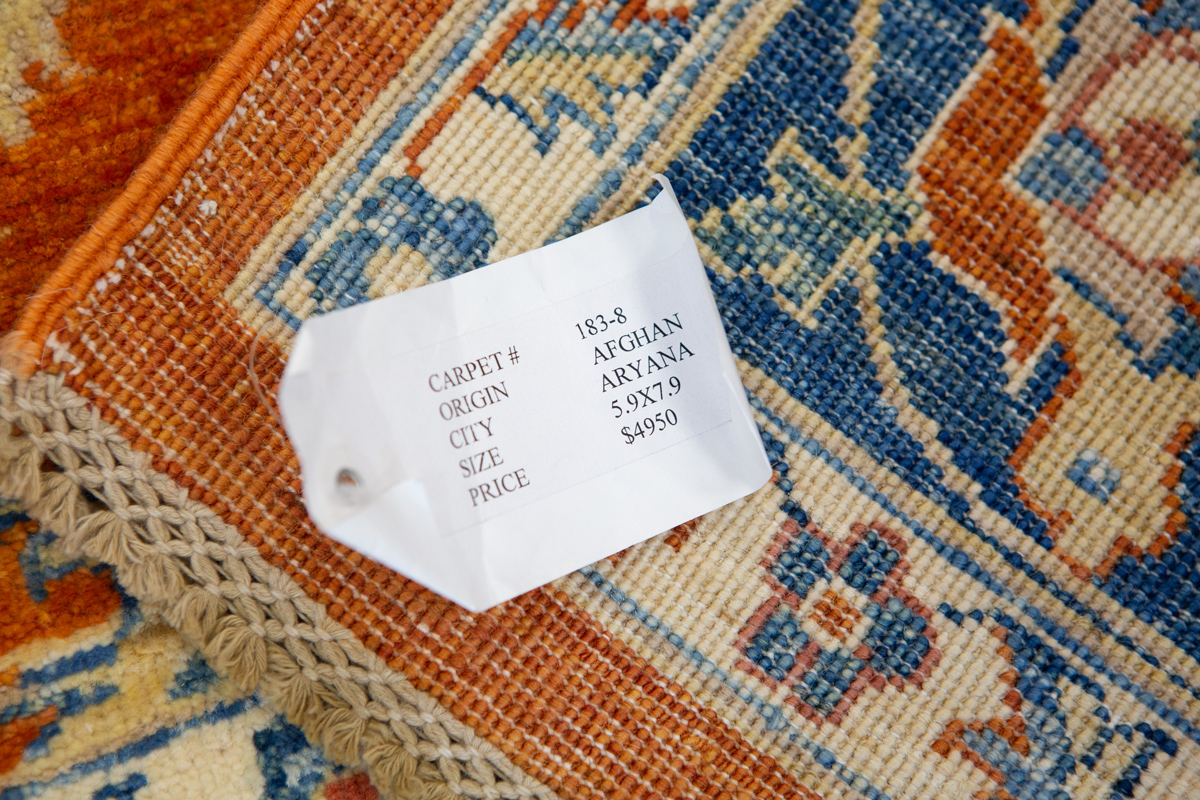 CARPET # 183-8
ORIGIN AFGHAN
CITY ARYANA
SIZE 5.9X7.9
PRICE $4950